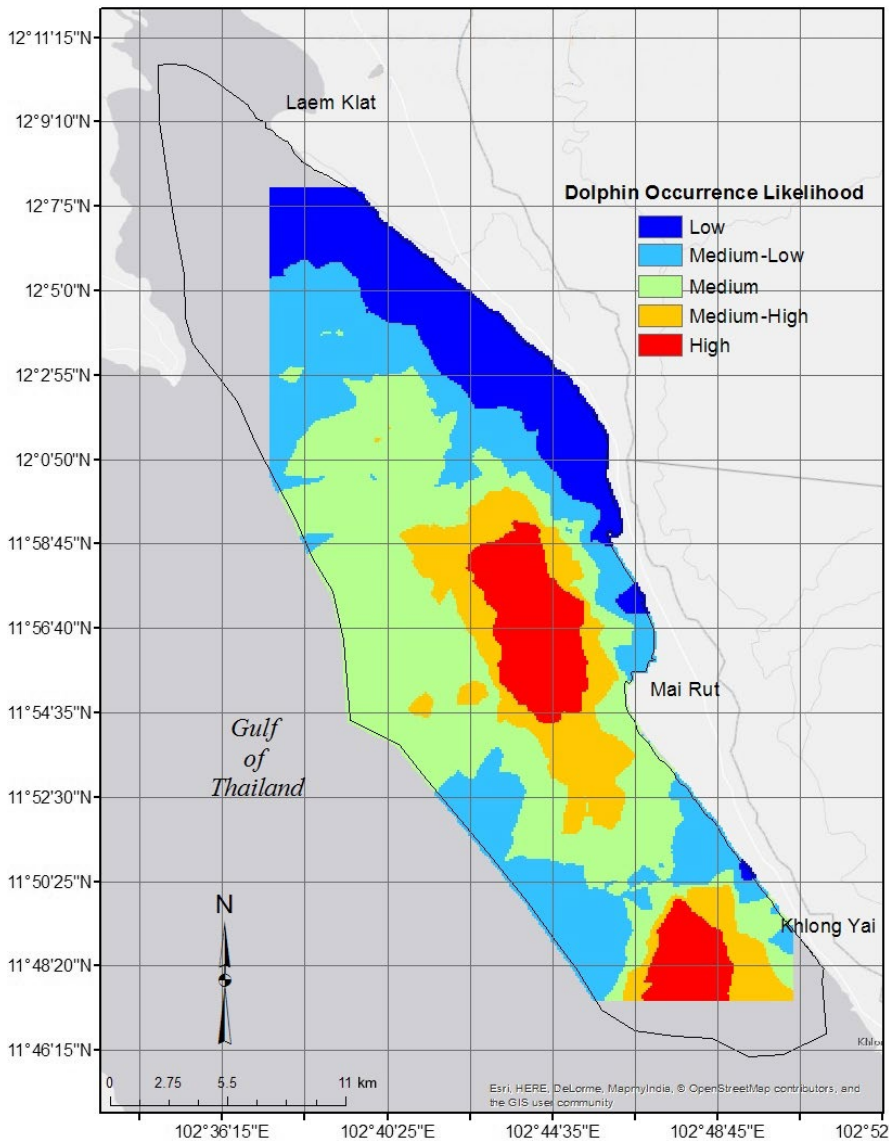 12°11'15"N
Laem Klat
12°9'10"N
Dolphin Occurrence Likelihood
12°7'5"N
Low
Medium-Low
12°5'0"N
Medium
Medium-High
High
12°2'55"N
12°0'50"N
11°58'45"N
11°56'40"N
Mai Rut
11°54'35"N
Gulf
of
Thailand
11°52'30"N
11°50'25"N
N
Khlong Yai
11°48'20"N
11°46'15"N
Khlo
0 2.75 5.5 11 km
Esri, HERE, DeLorme, MapmyIndia, © OpenStreetMap contributors, and
the GIS user community
102°36'15"E 102°40'25"E 102°44'35"E 102°48'45"E 102°52